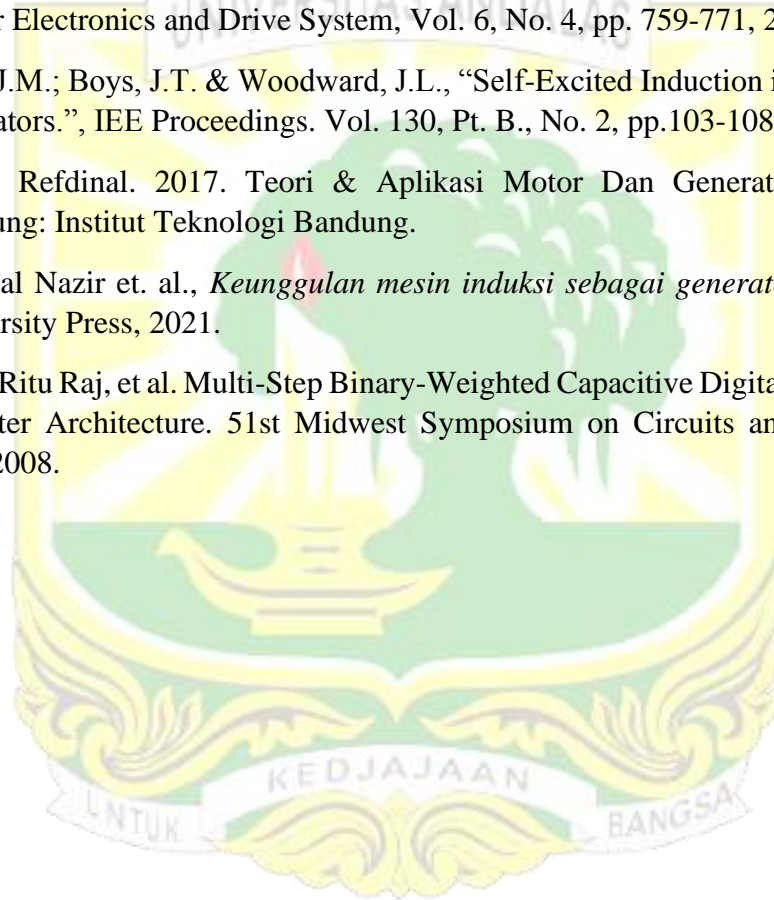 UNIVERSITAS ANDALAS
r Electronics and Drive System, Vol. 6, No. 4, pp. 759-771, 2
J.M.; Boys, J.T. & Woodward, J.L., “Self-Excited Induction i
ators.”, IEE Proceedings. Vol. 130, Pt. B., No. 2, pp.103-108
Refdinal. 2017. Teori & Aplikasi Motor Dan Generat
ung: Institut Teknologi Bandung.
al Nazir et. al., Keunggulan mesin induksi sebagai generat
rsity Press, 2021.
Ritu Raj, et al. Multi-Step Binary-Weighted Capacitive Digita
ter Architecture. 51st Midwest Symposium on Circuits an
2008.
UNTUK KEDJAJAAN BANGSA